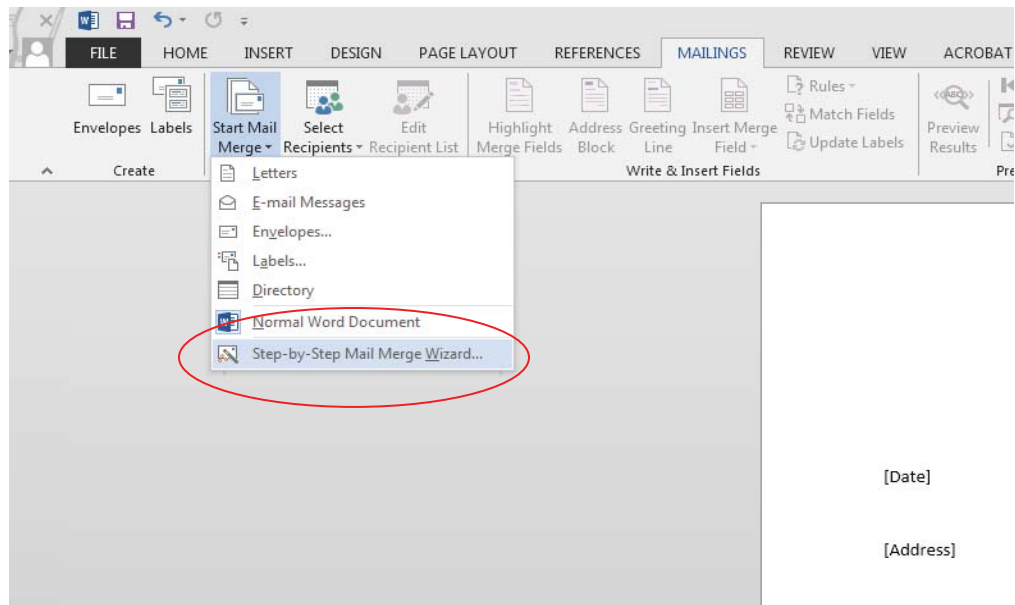 FILE HOME INSERT DESIGN PAGE LAYOUT REFERENCES MAILINGS REVIEW VIEW ACROBAT
Envelopes Labels Start Mail Merge Select Recipients Edit Recipient List Highlight Merge Fields Address Block Greeting Line Insert Merge Field
Rules
Match Fields
Update Labels
Preview Results
Create Write & Insert Fields Pre
Letters
E-mail Messages
Envelopes...
Labels...
Directory
Normal Word Document
Step-by-Step Mail Merge Wizard...
[Date]
[Address]